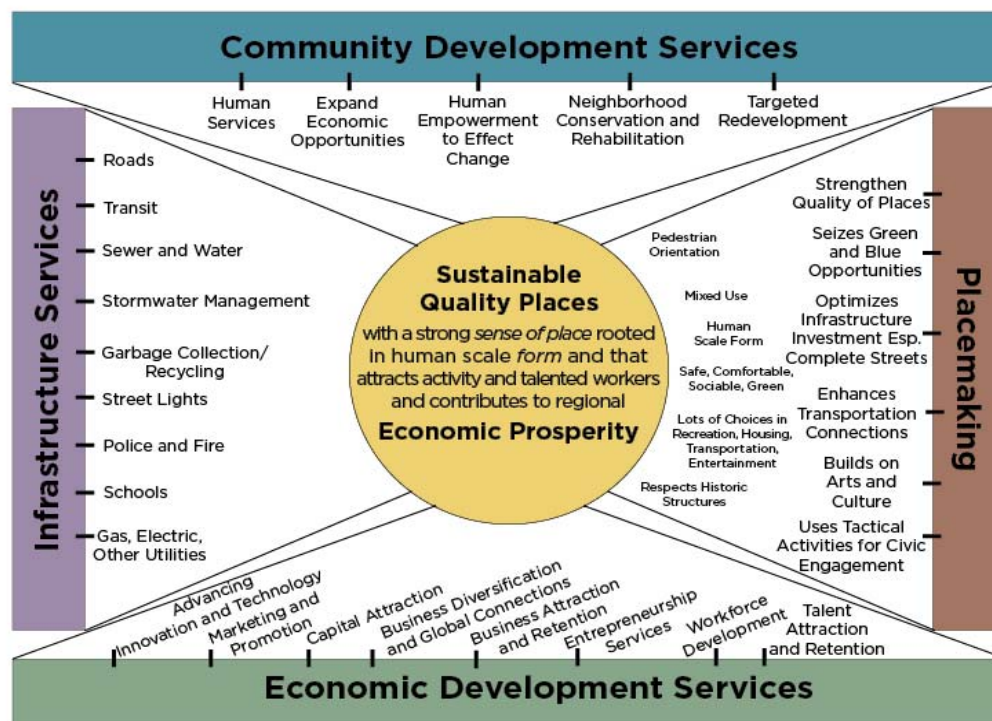 Community Development Services
Human
Services
Expand
Economic
Opportunities
Human
Empowerment
to Effect
Change
Neighborhood
Conservation and
Rehabilitation
Targeted
Redevelopment
Infrastructure Services
Roads
Transit
Sewer and Water
Stormwater Management
Garbage Collection/
Recycling
Street Lights
Police and Fire
Schools
Gas, Electric,
Other Utilities
Sustainable
Quality Places
with a strong sense of place rooted
in human scale form and that
attracts activity and talented workers
and contributes to regional
Economic Prosperity
Pedestrian
Orientation
Mixed Use
Human
Scale Form
Safe, Comfortable,
Sociable, Green
Lots of Choices in
Recreation, Housing,
Transportation,
Entertainment
Respects Historic
Structures
Strengthen
Quality of Places
Seizes Green
and Blue
Opportunities
Optimizes
Infrastructure
Investment Esp.
Complete Streets
Enhances
Transportation
Connections
Builds on
Arts and
Culture
Uses Tactical
Activities for Civic
Engagement
Placemaking
Advancing
Innovation and Technology
Marketing and
Promotion
Capital Attraction
Business Diversification
and Global Connections
Business Attraction
and Retention
Entrepreneurship
Services
Workforce
Development
Talent
Attraction
and Retention
Economic Development Services